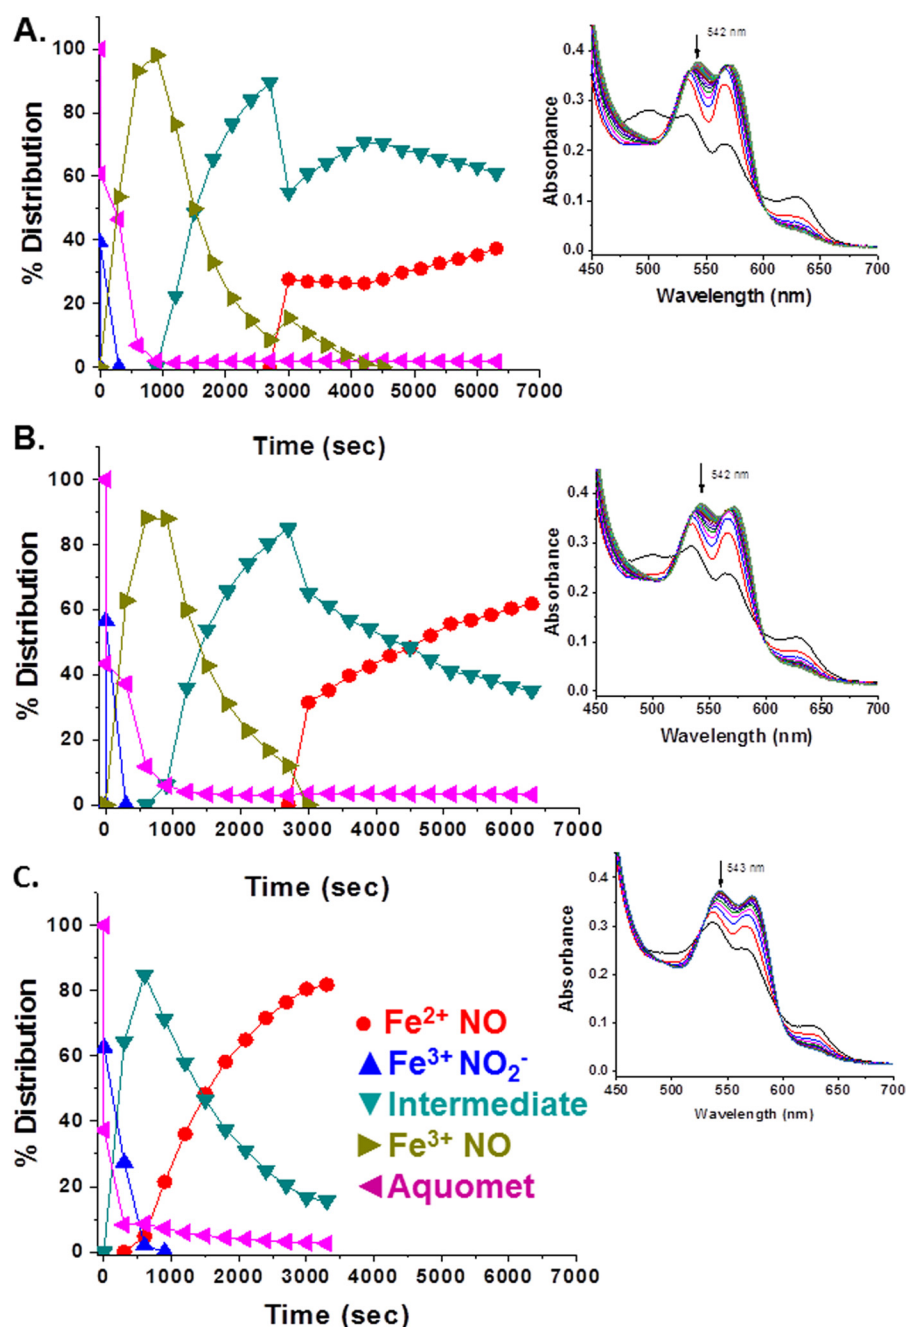 A.
% Distribution
100
80
60
40
20
0
0 1000 2000 3000 4000 5000 6000 7000
Time (sec)
542 nm
Absorbance
0.4
0.3
0.2
0.1
0.0
450 500 550 600 650 700
Wavelength (nm)
B.
% Distribution
100
80
60
40
20
0
0 1000 2000 3000 4000 5000 6000 7000
Time (sec)
542 nm
Absorbance
0.4
0.3
0.2
0.1
0.0
450 500 550 600 650 700
Wavelength (nm)
C.
% Distribution
100
80
60
40
20
0
0 1000 2000 3000 4000 5000 6000 7000
Time (sec)
Fe²⁺ NO
Fe³⁺ NO₂⁻
Intermediate
Fe³⁺ NO
Aquomet
543 nm
Absorbance
0.4
0.3
0.2
0.1
0.0
450 500 550 600 650 700
Wavelength (nm)